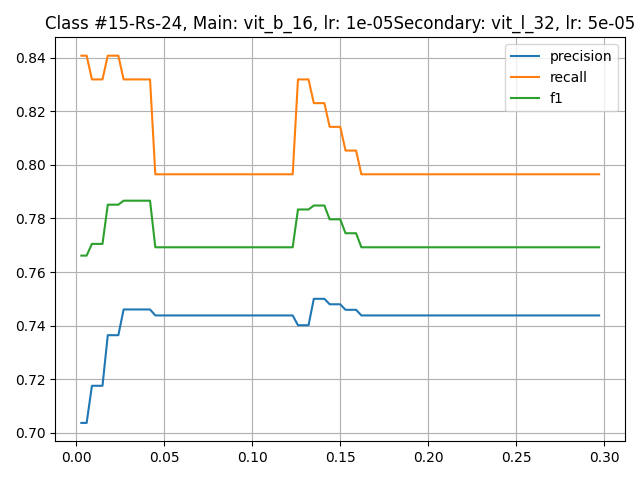 Class #15-Rs-24, Main: vit_b_16, lr: 1e-05Secondary: vit_l_32, lr: 5e-05
precision
recall
f1
0.84
0.82
0.80
0.78
0.76
0.74
0.72
0.70
0.00 0.05 0.10 0.15 0.20 0.25 0.30